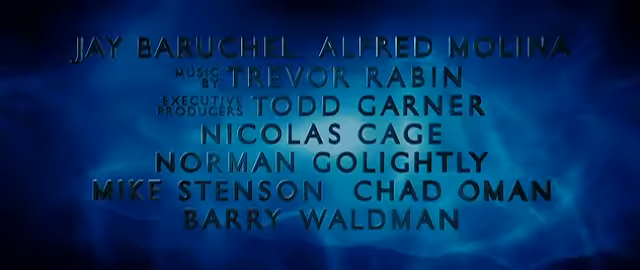 JAY BARUCHEL ALFRED MOLINA
MUSIC BY TREVOR RABIN
EXECUTIVE PRODUCERS TODD GARNER
NICOLAS CAGE
NORMAN GOLIGHTLY
MIKE STENSON CHAD OMAN
BARRY WALDMAN